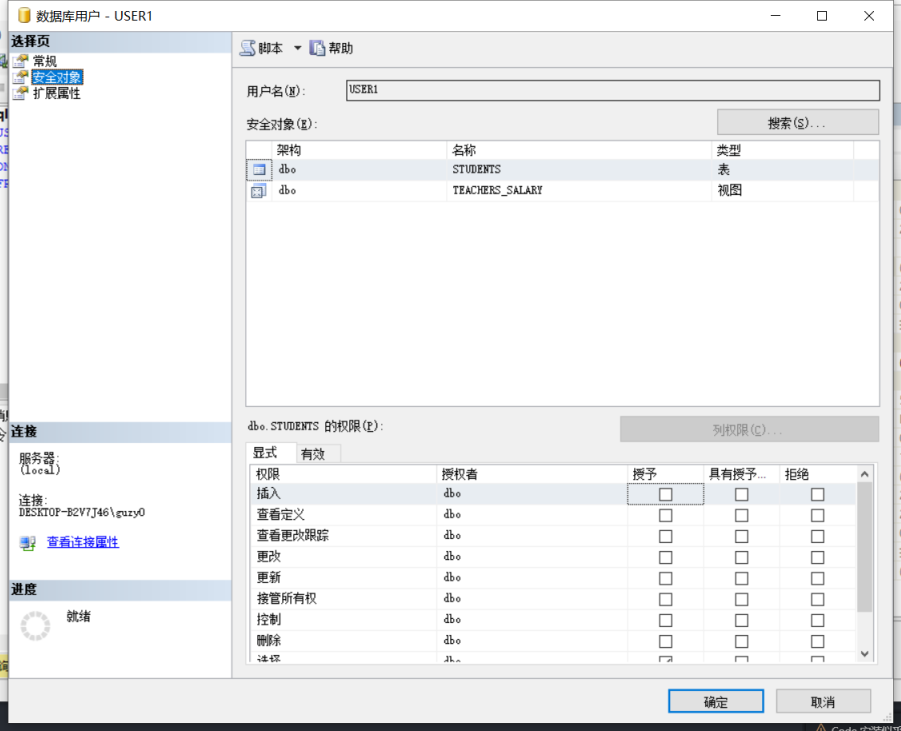 数据库用户 - USER1
选择页
常规
安全对象
扩展属性
脚本 帮助
用户名(N): USER1
安全对象(E): 搜索(S)...
架构 名称 类型
dbo STUDENTS 表
dbo TEACHERS_SALARY 视图
dbo.STUDENTS 的权限(P): 列权限(C)...
显式 有效
权限 授权者 授予 具有授予... 拒绝
插入 dbo
查看定义 dbo
查看更改跟踪 dbo
更改 dbo
更新 dbo
接管所有权 dbo
控制 dbo
删除 dbo
选择 dbo
连接
服务器:
(local)
连接:
DESKTOP-B2V7J46\guzy0
查看连接属性
进度
就绪
确定 取消